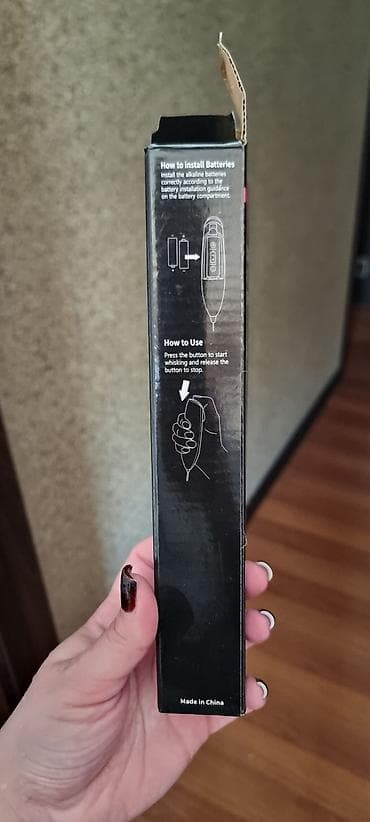 How to install Batteries
Install the alkaline batteries
correctly according to the
battery installation guidance
on the battery compartment.
How to Use
Press the button to start
whisking and release the
button to stop.
Made in China